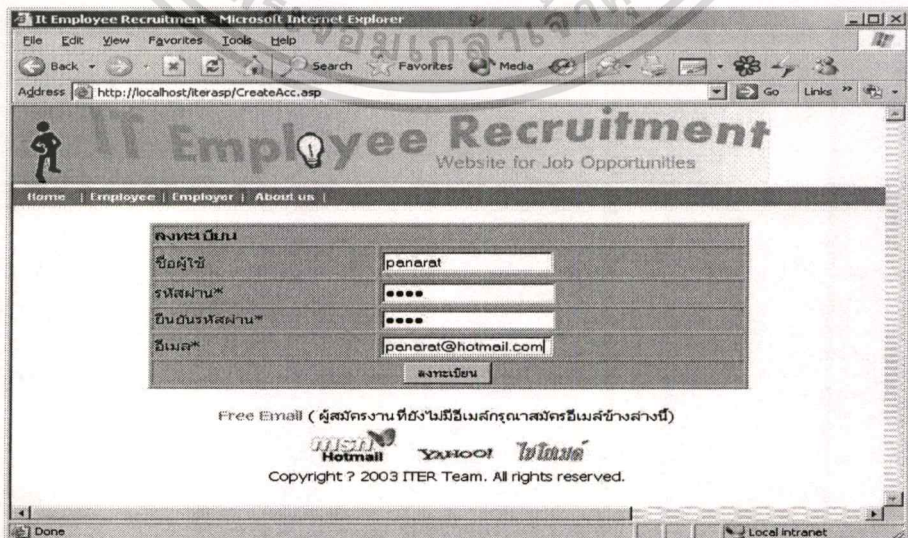 It Employee Recruitment - Microsoft Internet Explorer
File Edit View Favorites Tools Help
Back Search Favorites Media
Address http://localhost/iterasp/CreateAcc.asp Go Links »
IT Employee Recruitment
Website for Job Opportunities
Home | Employee | Employer | About us |
ลงทะเบียน
ชื่อผู้ใช้ panarat
รหัสผ่าน* ●●●●
ยืนยันรหัสผ่าน* ●●●●
อีเมล* panarat@hotmail.com
ลงทะเบียน
Free Email ( ผู้สมัครงาน ที่ยังไม่มีอีเมล์กรุณาสมัครอีเมล์ข้างล่างนี้)
msn Hotmail YAHOO! ไซโยเมล์
Copyright ? 2003 ITER Team. All rights reserved.
Done Local intranet